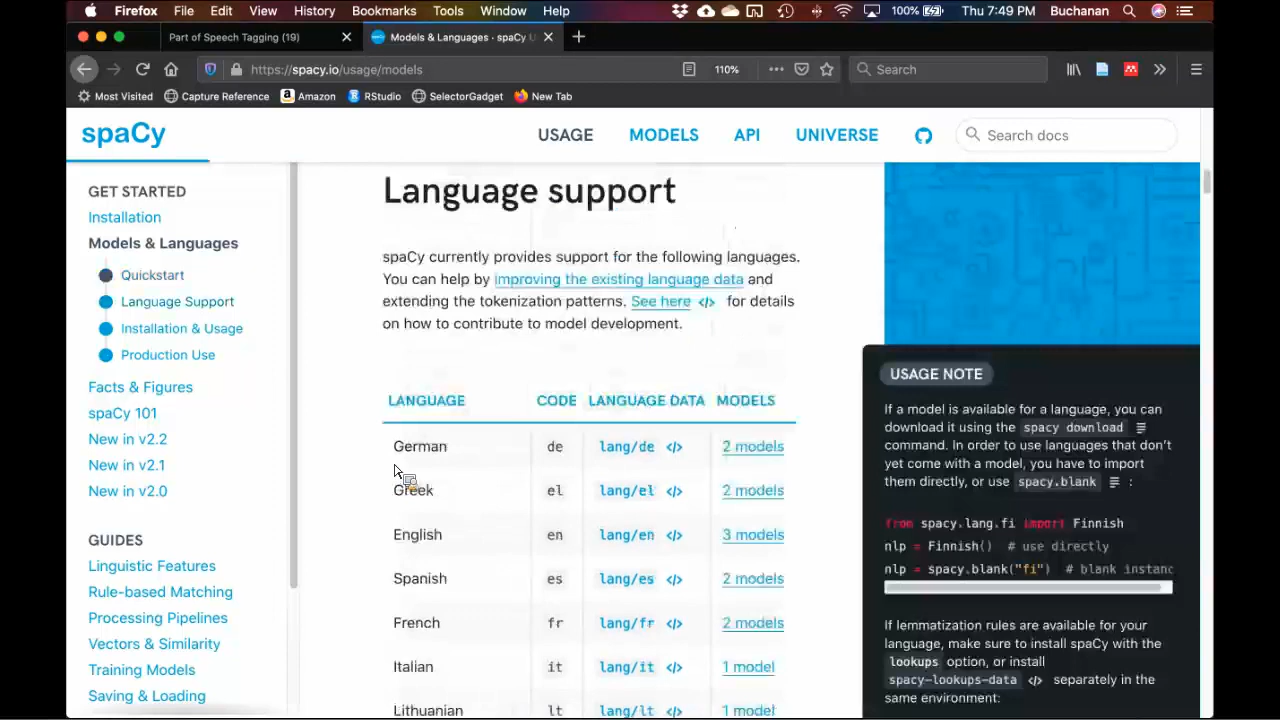 Firefox File Edit View History Bookmarks Tools Window Help 100% Thu 7:49 PM Buchanan
Part of Speech Tagging (19) Models & Languages · spaCy U
https://spacy.io/usage/models 110% Search
Most Visited Capture Reference Amazon RStudio SelectorGadget New Tab
spaCy USAGE MODELS API UNIVERSE Search docs
GET STARTED
Installation
Models & Languages
Quickstart
Language Support
Installation & Usage
Production Use
Facts & Figures
spaCy 101
New in v2.2
New in v2.1
New in v2.0
GUIDES
Linguistic Features
Rule-based Matching
Processing Pipelines
Vectors & Similarity
Training Models
Saving & Loading
Language support
spaCy currently provides support for the following languages.
You can help by improving the existing language data and
extending the tokenization patterns. See here </> for details
on how to contribute to model development.
LANGUAGE CODE LANGUAGE DATA MODELS
German de lang/de </> 2 models
Greek el lang/el </> 2 models
English en lang/en </> 3 models
Spanish es lang/es </> 2 models
French fr lang/fr </> 2 models
Italian it lang/it </> 1 model
Lithuanian lt lang/lt </> 1 model
USAGE NOTE
If a model is available for a language, you can
download it using the spacy download
command. In order to use languages that don't
yet come with a model, you have to import
them directly, or use spacy.blank :
from spacy.lang.fi import Finnish
nlp = Finnish() # use directly
nlp = spacy.blank("fi") # blank instanc
If lemmatization rules are available for your
language, make sure to install spaCy with the
lookups option, or install
spacy-lookups-data </> separately in the
same environment: